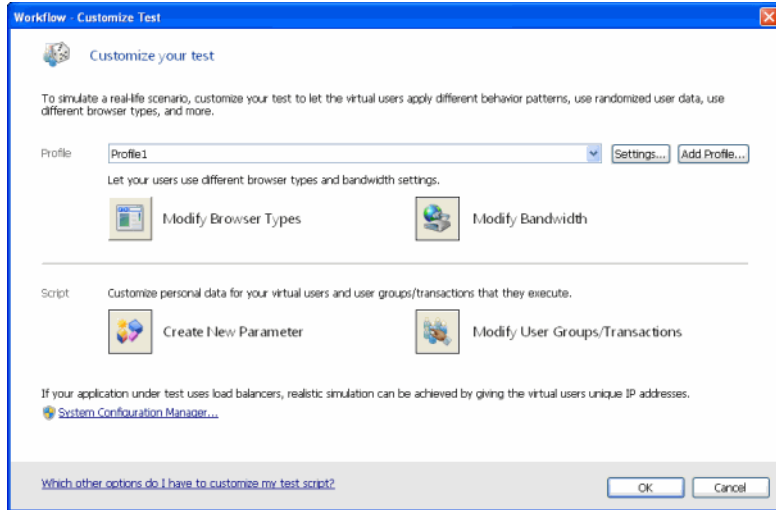 Workflow - Customize Test
Customize your test
To simulate a real-life scenario, customize your test to let the virtual users apply different behavior patterns, use randomized user data, use
different browser types, and more.
Profile
Profile1
Settings...
Add Profile...
Let your users use different browser types and bandwidth settings.
Modify Browser Types
Modify Bandwidth
Script
Customize personal data for your virtual users and user groups/transactions that they execute.
Create New Parameter
Modify User Groups/Transactions
If your application under test uses load balancers, realistic simulation can be achieved by giving the virtual users unique IP addresses.
System Configuration Manager...
Which other options do I have to customize my test script?
OK
Cancel